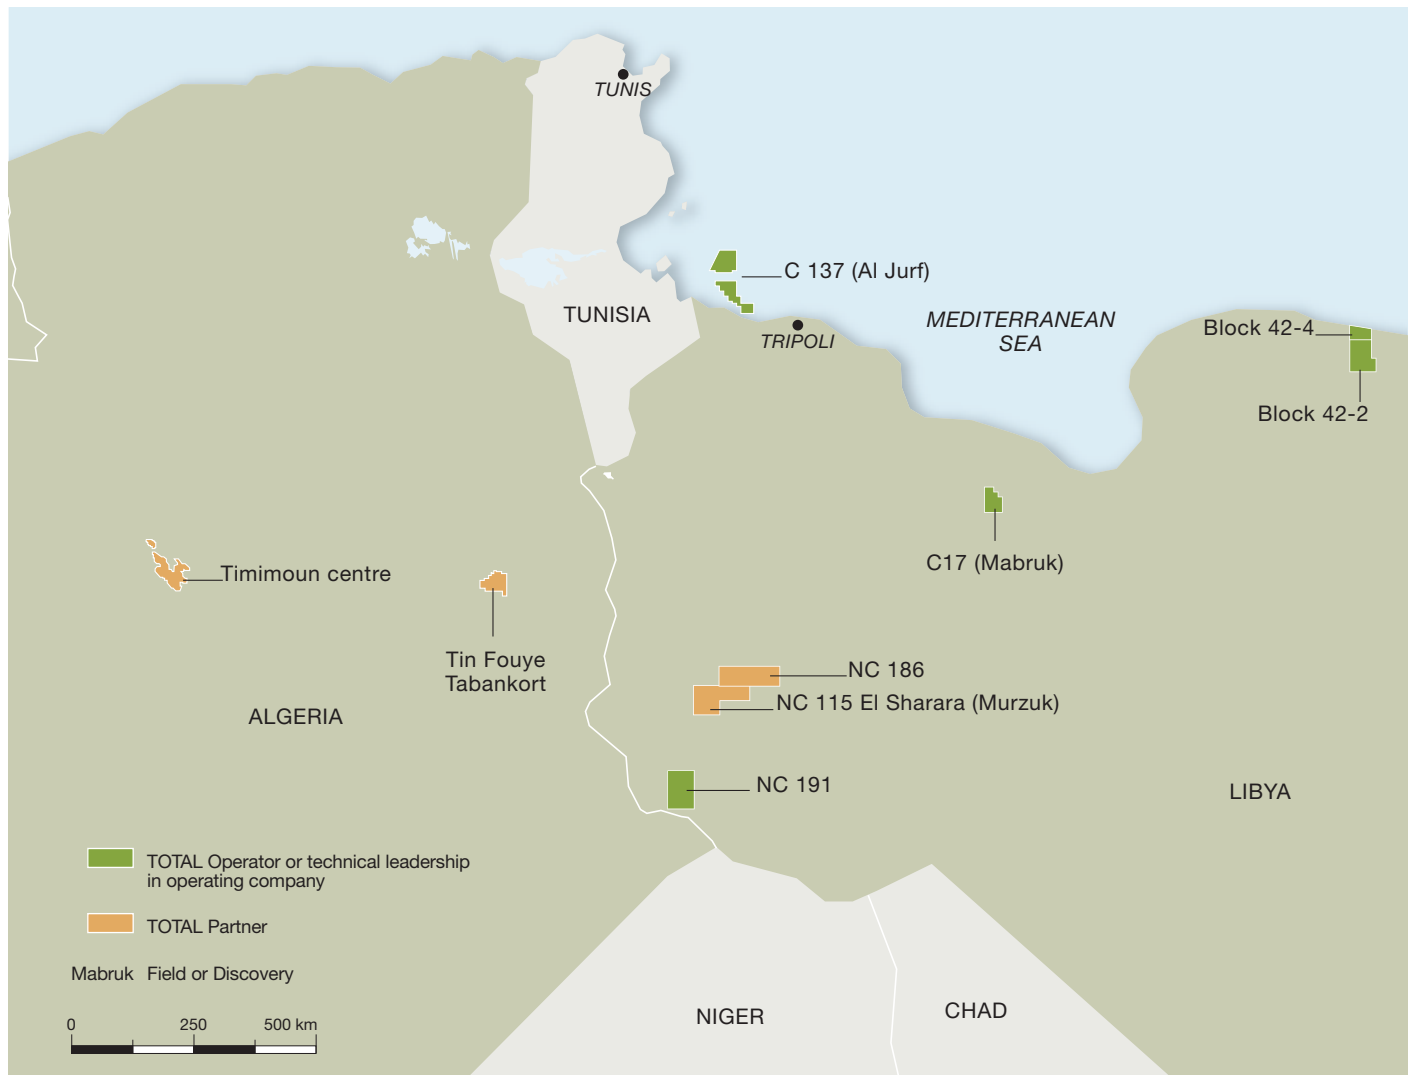 TUNIS
C 137 (Al Jurf)
TUNISIA
TRIPOLI
MEDITERRANEAN
SEA
Block 42-4
Block 42-2
C17 (Mabruk)
Timimoun centre
Tin Fouye
Tabankort
NC 186
NC 115 El Sharara (Murzuk)
ALGERIA
NC 191
LIBYA
TOTAL Operator or technical leadership
in operating company
TOTAL Partner
Mabruk Field or Discovery
0 250 500 km
NIGER
CHAD